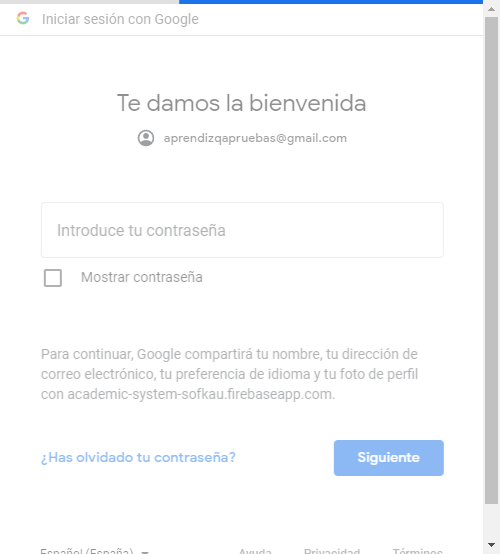 Iniciar sesión con Google
Te damos la bienvenida
aprendizqapruebas@gmail.com
Introduce tu contraseña
Mostrar contraseña
Para continuar, Google compartirá tu nombre, tu dirección de
correo electrónico, tu preferencia de idioma y tu foto de perfil
con academic-system-sofkau.firebaseapp.com.
¿Has olvidado tu contraseña? Siguiente
Español (España) Ayuda Privacidad Términos